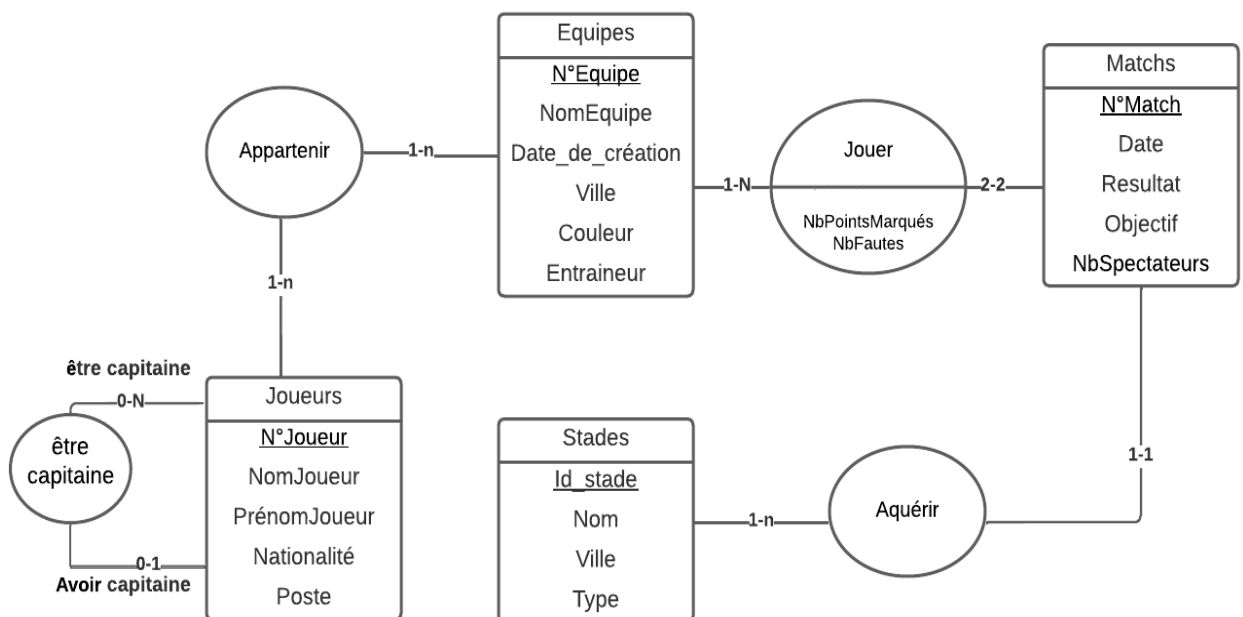 Equipes
N°Equipe
NomEquipe
Date_de_création
Ville
Couleur
Entraineur
Matchs
N°Match
Date
Resultat
Objectif
NbSpectateurs
Appartenir
1-n
1-N
Jouer
NbPointsMarqués
NbFautes
2-2
1-n
être capitaine
0-N
être
capitaine
0-1
Avoir capitaine
Joueurs
N°Joueur
NomJoueur
PrénomJoueur
Nationalité
Poste
Stades
Id_stade
Nom
Ville
Type
1-n
Aquérir
1-1